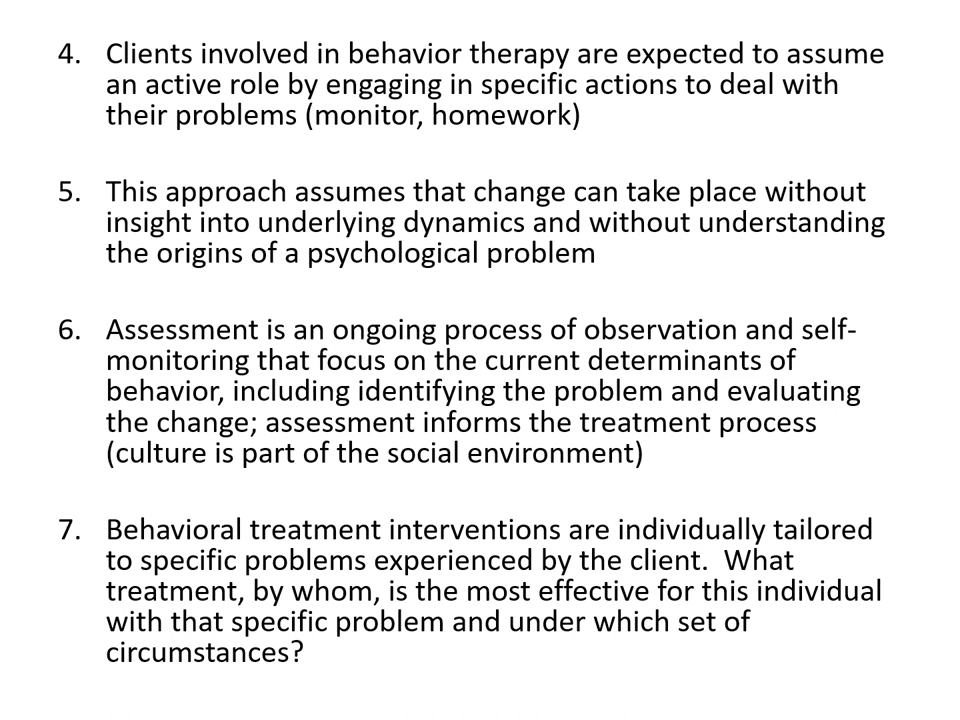 4. Clients involved in behavior therapy are expected to assume
an active role by engaging in specific actions to deal with
their problems (monitor, homework)
5. This approach assumes that change can take place without
insight into underlying dynamics and without understanding
the origins of a psychological problem
6. Assessment is an ongoing process of observation and self-
monitoring that focus on the current determinants of
behavior, including identifying the problem and evaluating
the change; assessment informs the treatment process
(culture is part of the social environment)
7. Behavioral treatment interventions are individually tailored
to specific problems experienced by the client.  What
treatment, by whom, is the most effective for this individual
with that specific problem and under which set of
circumstances?